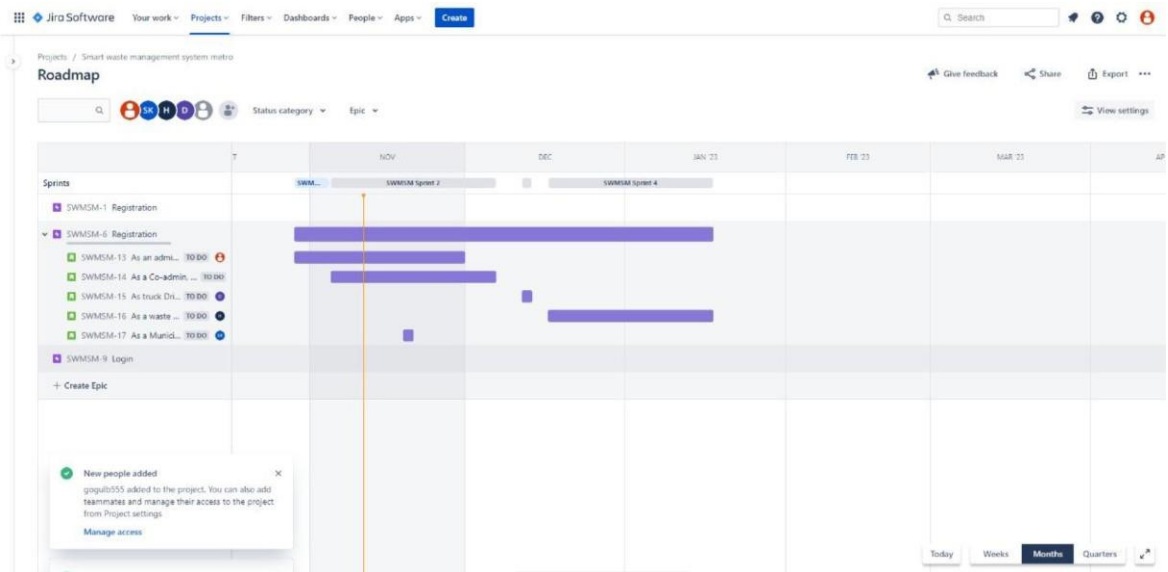 Jira Software Your work Projects Filters Dashboards People Apps Create Search
Projects / Smart waste management system metro
Roadmap
Give feedback Share Export
SK H D Status category Epic View settings
T NOV DEC JAN '23 FEB '23 MAR '23 AP
Sprints SWM... SWMSM Sprint 2 SWMSM Sprint 4
SWMSM-1 Registration
SWMSM-6 Registration
SWMSM-13 As an admi... TO DO
SWMSM-14 As a Co-admin, ... TO DO
SWMSM-15 As truck Dri... TO DO
SWMSM-16 As a waste ... TO DO
SWMSM-17 As a Munici... TO DO
SWMSM-9 Login
+ Create Epic
New people added
gogulb555 added to the project. You can also add
teammates and manage their access to the project
from Project settings
Manage access
Today Weeks Months Quarters